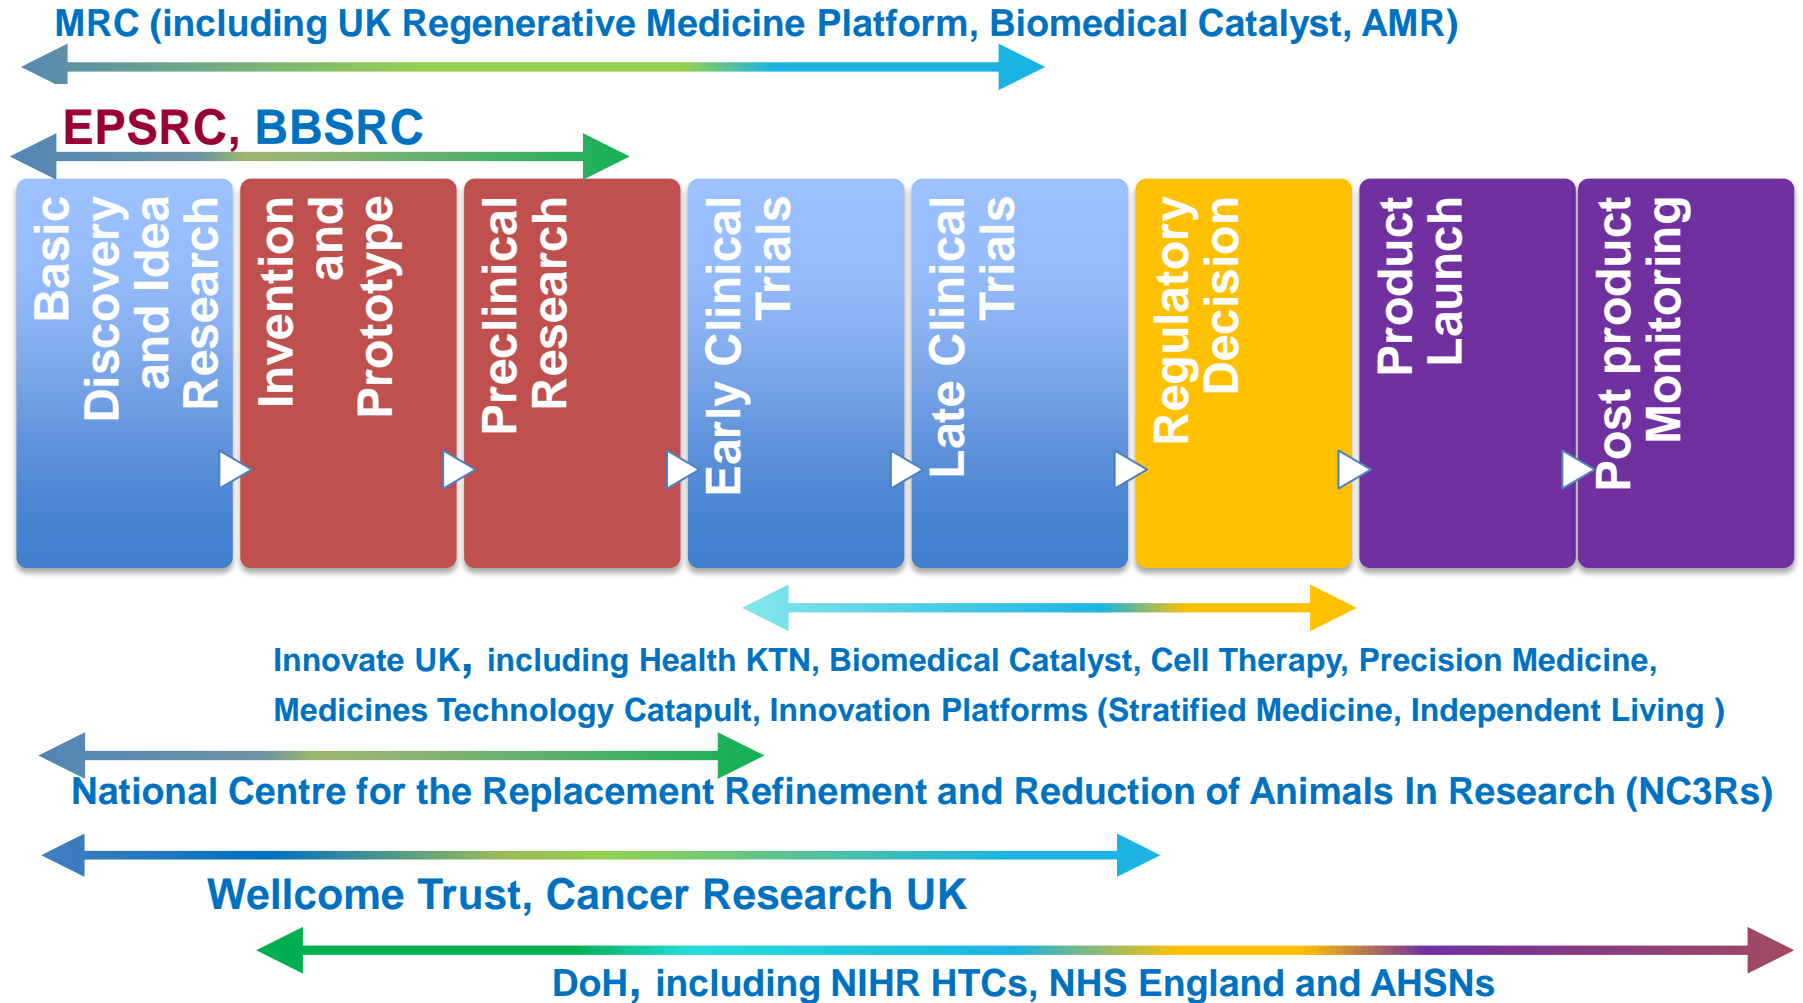 MRC (including UK Regenerative Medicine Platform, Biomedical Catalyst, AMR)
EPSRC, BBSRC
Basic
Discovery
and Idea
Research
Invention
and
Prototype
Preclinical
Research
Early Clinical
Trials
Late Clinical
Trials
Regulatory
Decision
Product
Launch
Post product
Monitoring
Innovate UK, including Health KTN, Biomedical Catalyst, Cell Therapy, Precision Medicine,
Medicines Technology Catapult, Innovation Platforms (Stratified Medicine, Independent Living )
National Centre for the Replacement Refinement and Reduction of Animals In Research (NC3Rs)
Wellcome Trust, Cancer Research UK
DoH, including NIHR HTCs, NHS England and AHSNs